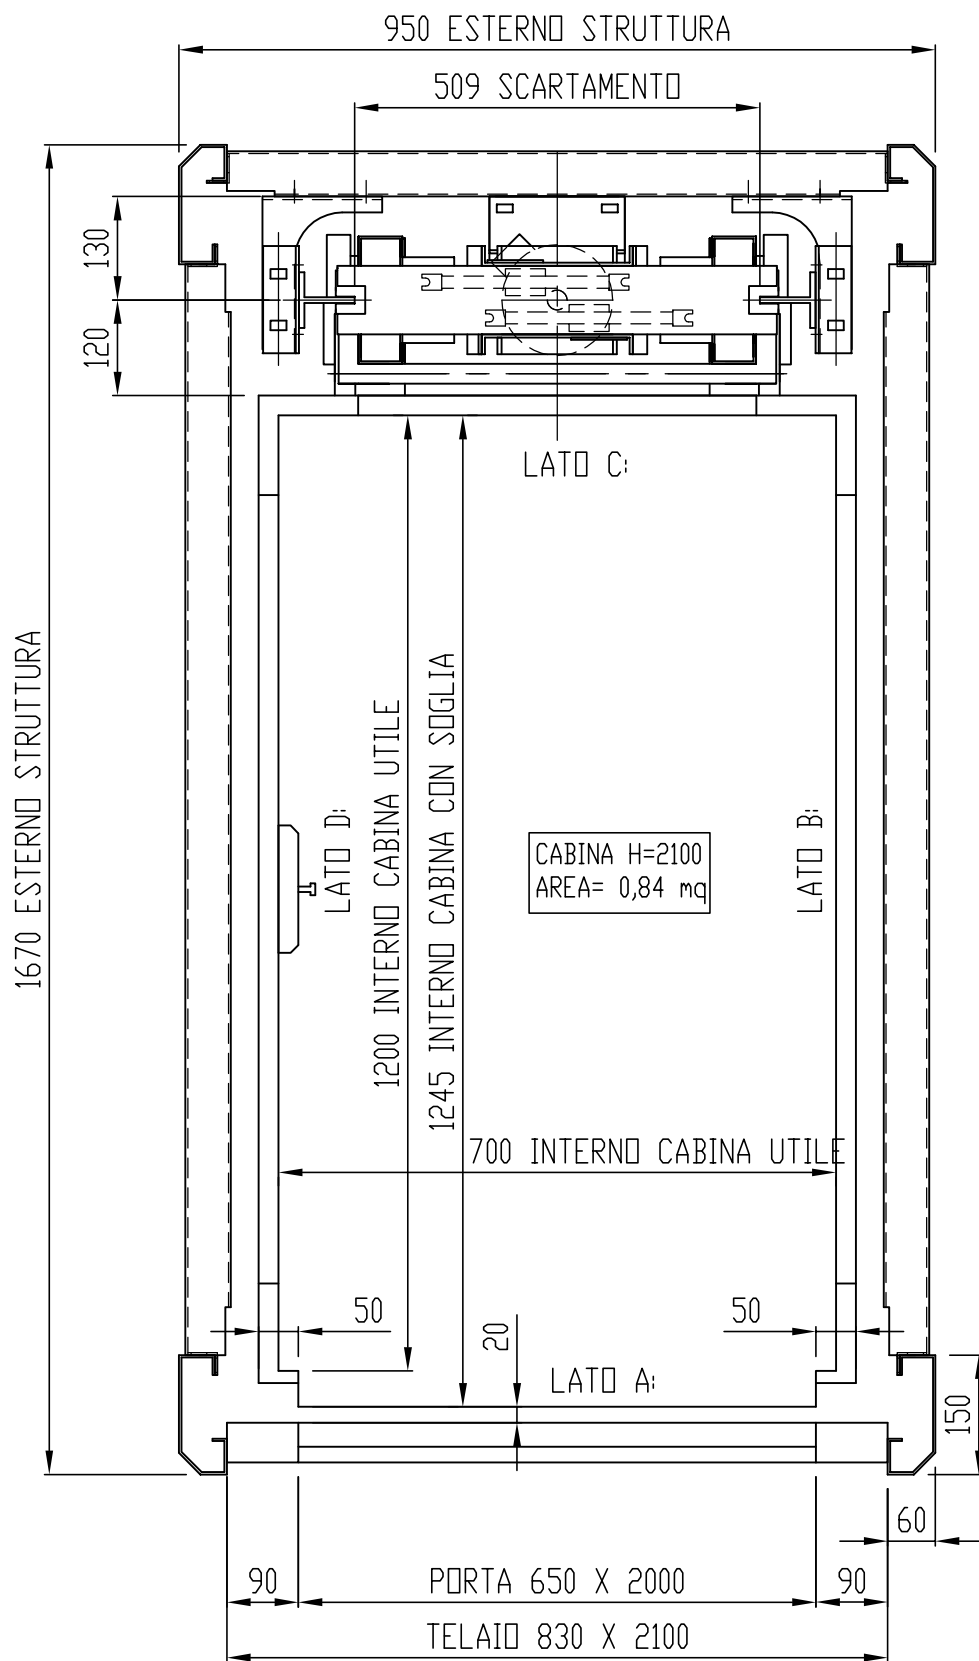 950 ESTERNO STRUTTURA
509 SCARTAMENTO
130
120
LATO C:
1670 ESTERNO STRUTTURA
1200 INTERNO CABINA UTILE
1245 INTERNO CABINA CON SOGLIA
LATO D:
CABINA H=2100
AREA= 0,84 mq
LATO B:
700 INTERNO CABINA UTILE
50
20
50
LATO A:
150
60
90
PORTA 650 X 2000
90
TELAIO 830 X 2100